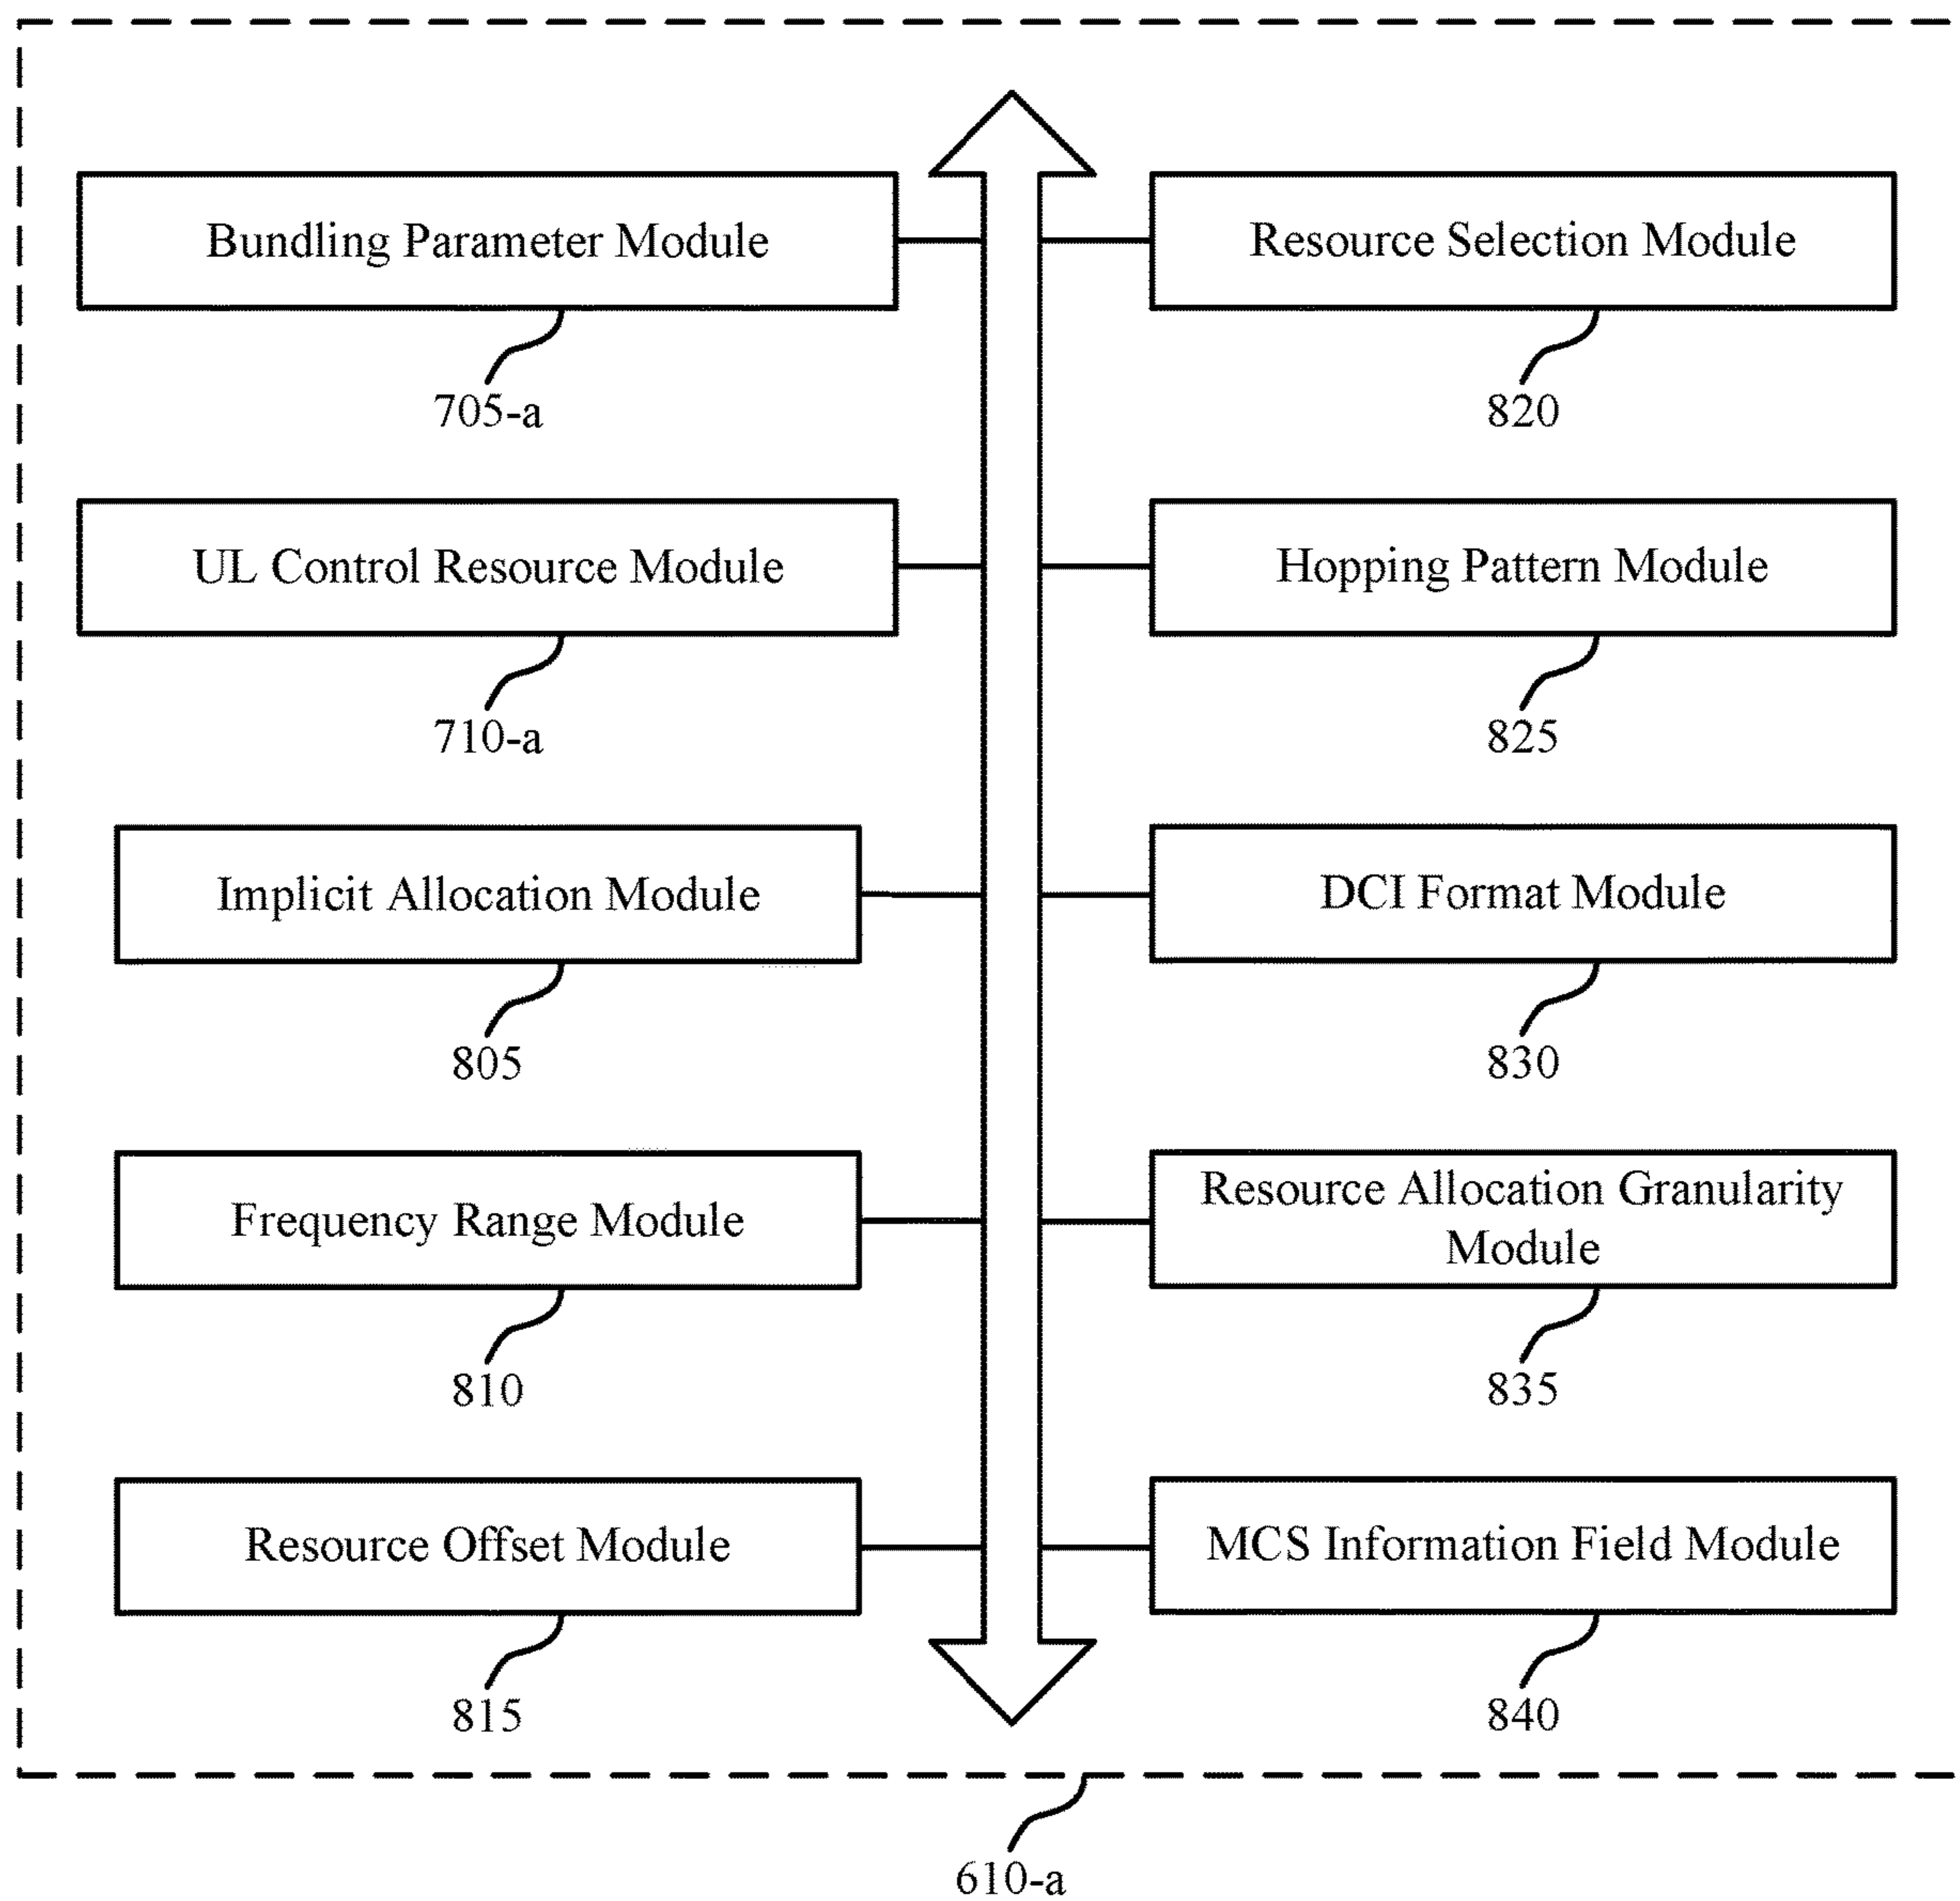 Bundling Parameter Module
705-a
UL Control Resource Module
710-a
Implicit Allocation Module
805
Frequency Range Module
810
Resource Offset Module
815
Resource Selection Module
820
Hopping Pattern Module
825
DCI Format Module
830
Resource Allocation Granularity
Module
835
MCS Information Field Module
840
610-a